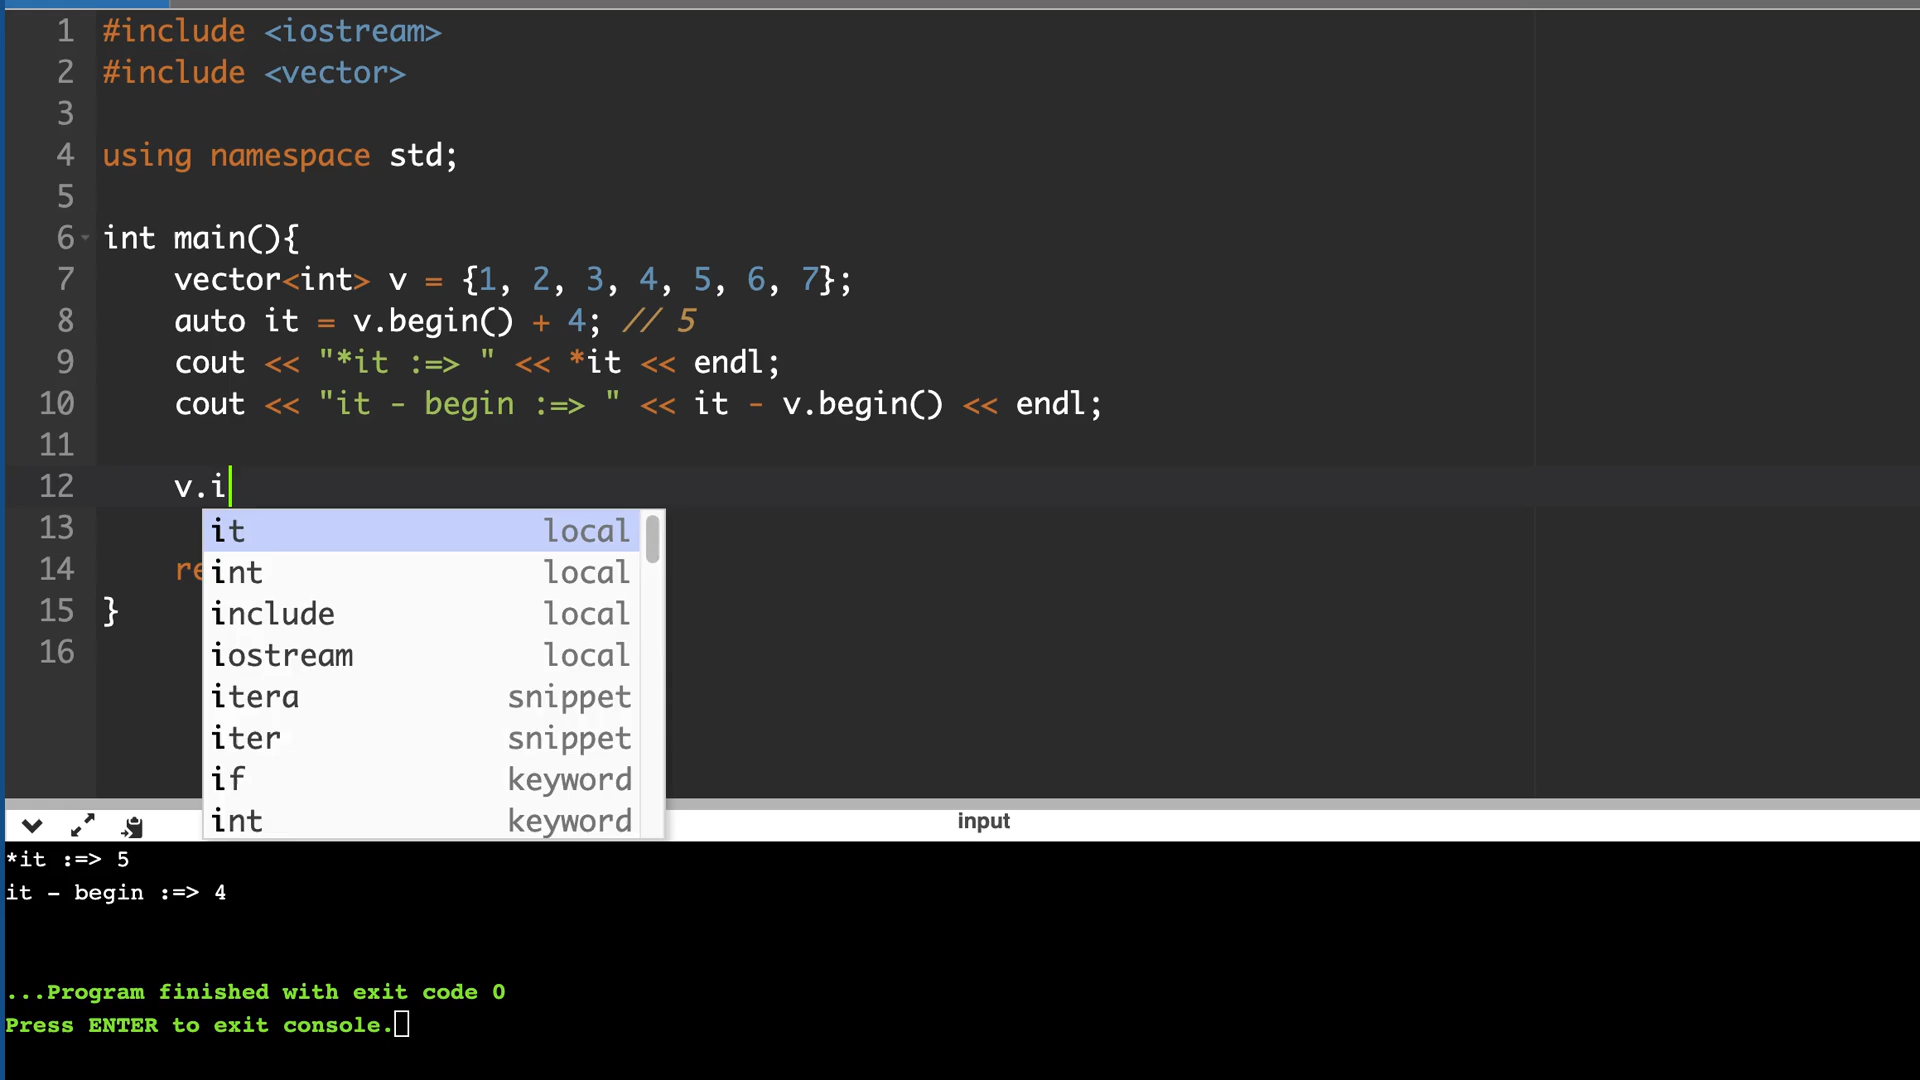 1 #include <iostream>
2 #include <vector>
3
4 using namespace std;
5
6 int main(){
7 vector<int> v = {1, 2, 3, 4, 5, 6, 7};
8 auto it = v.begin() + 4; // 5
9 cout << "*it :=> " << *it << endl;
10 cout << "it - begin :=> " << it - v.begin() << endl;
11
12 v.i
13 it local
int local
14 re
include local
15 }
iostream local
16
itera snippet
iter snippet
if keyword
int keyword
input
*it :=> 5
it - begin :=> 4
...Program finished with exit code 0
Press ENTER to exit console.